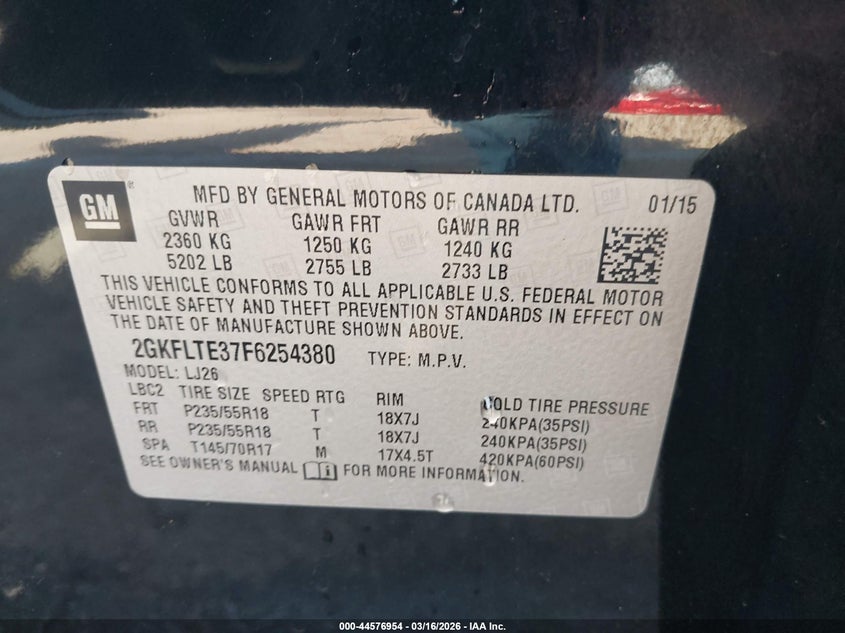 GM
MFD BY GENERAL MOTORS OF CANADA LTD. 01/15
GVWR GAWR FRT GAWR RR
2360 KG 1250 KG 1240 KG
5202 LB 2755 LB 2733 LB
THIS VEHICLE CONFORMS TO ALL APPLICABLE U.S. FEDERAL MOTOR
VEHICLE SAFETY AND THEFT PREVENTION STANDARDS IN EFFECT ON
THE DATE OF MANUFACTURE SHOWN ABOVE.
2GKFLTE37F6254380 TYPE: M.P.V.
MODEL: LJ26
LBC2 TIRE SIZE SPEED RTG RIM COLD TIRE PRESSURE
FRT P235/55R18 T 18X7J 240KPA(35PSI)
RR P235/55R18 T 18X7J 240KPA(35PSI)
SPA T145/70R17 M 17X4.5T 420KPA(60PSI)
SEE OWNER'S MANUAL FOR MORE INFORMATION.
000-44576954 - 03/16/2026 - IAA Inc.